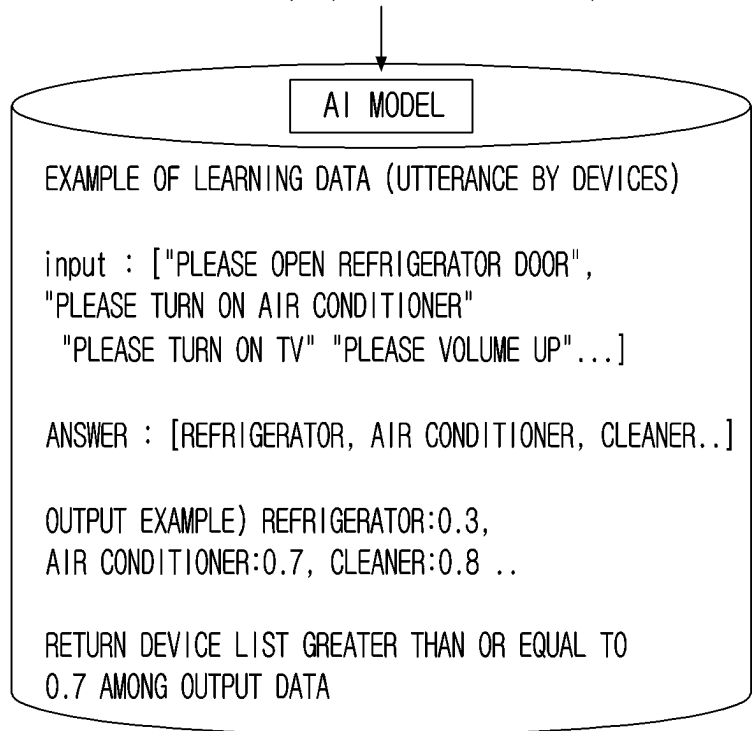 AI MODEL
EXAMPLE OF LEARNING DATA (UTTERANCE BY DEVICES)
input : ["PLEASE OPEN REFRIGERATOR DOOR",
"PLEASE TURN ON AIR CONDITIONER"
"PLEASE TURN ON TV" "PLEASE VOLUME UP"...]
ANSWER : [REFRIGERATOR, AIR CONDITIONER, CLEANER..]
OUTPUT EXAMPLE) REFRIGERATOR:0.3,
AIR CONDITIONER:0.7, CLEANER:0.8 ..
RETURN DEVICE LIST GREATER THAN OR EQUAL TO
0.7 AMONG OUTPUT DATA